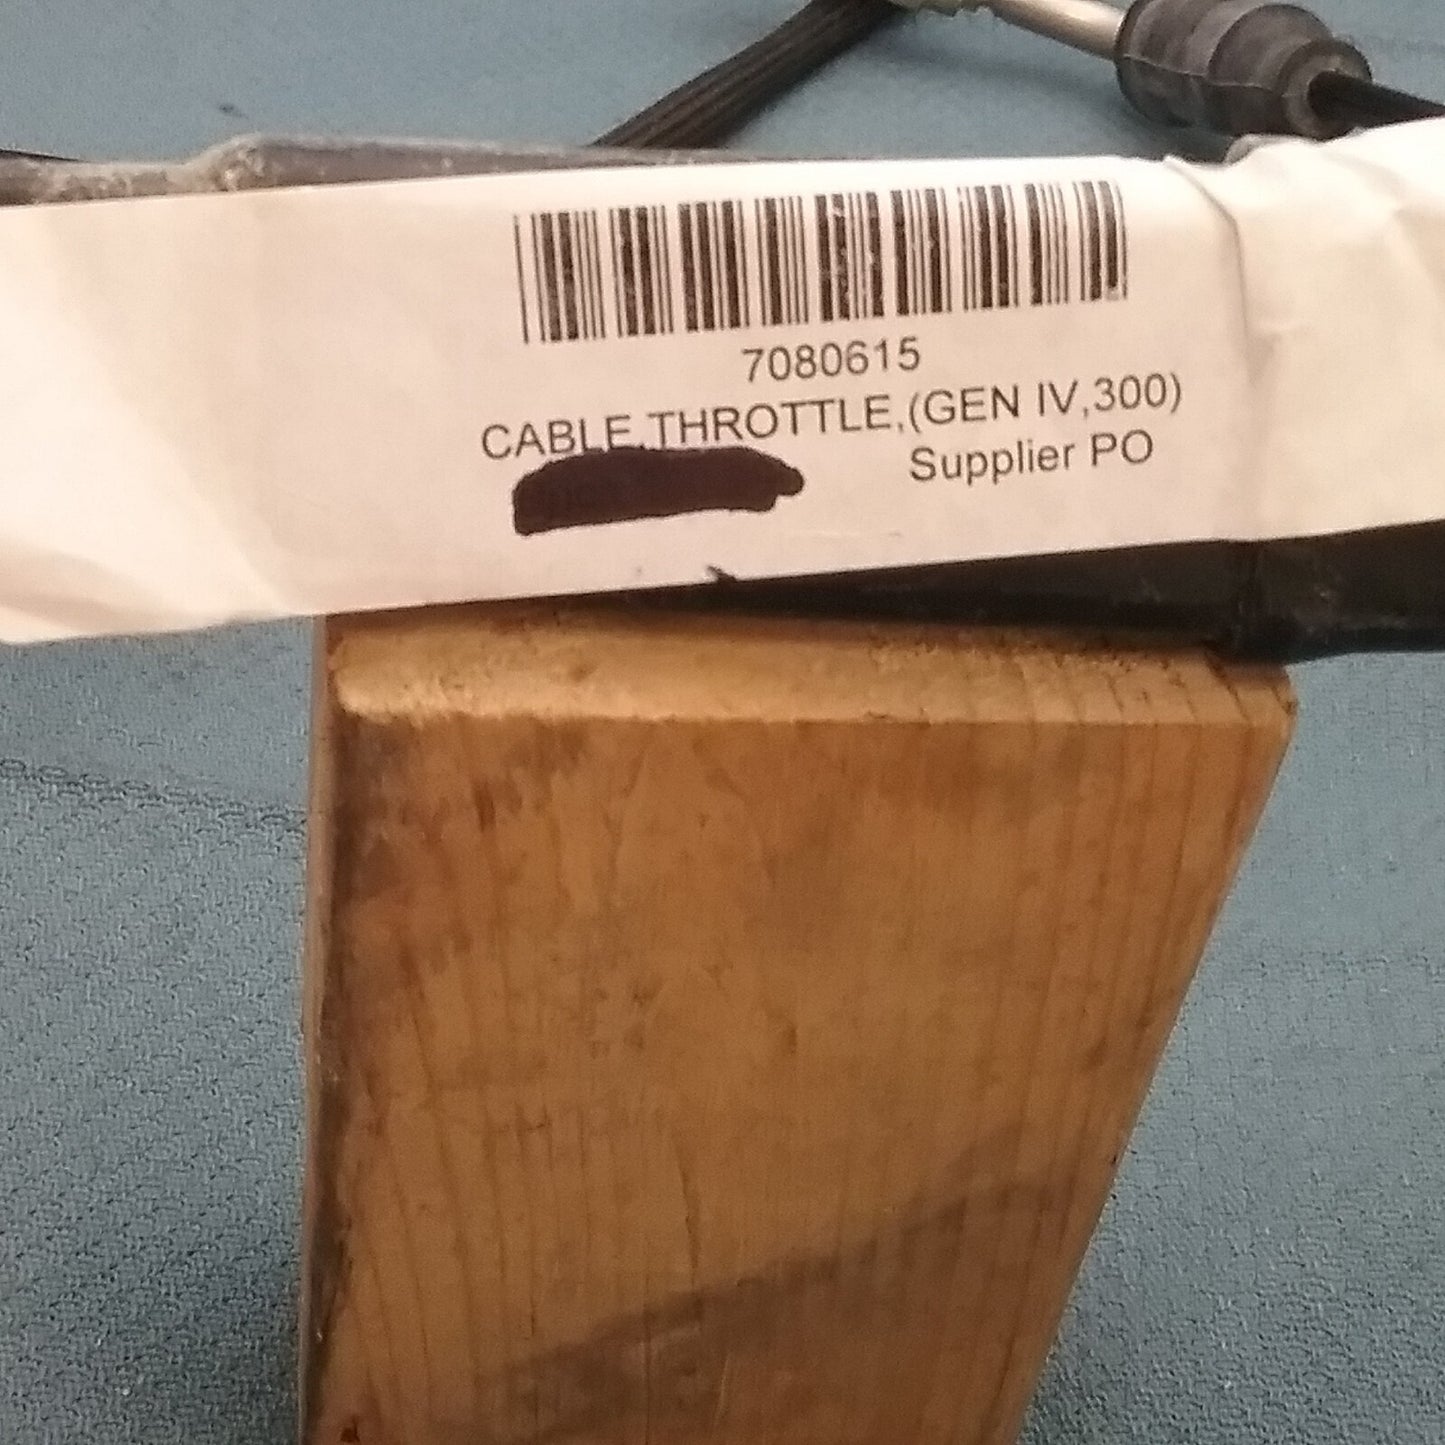 7080615
CABLE,THROTTLE,(GEN IV,300)
Supplier PO